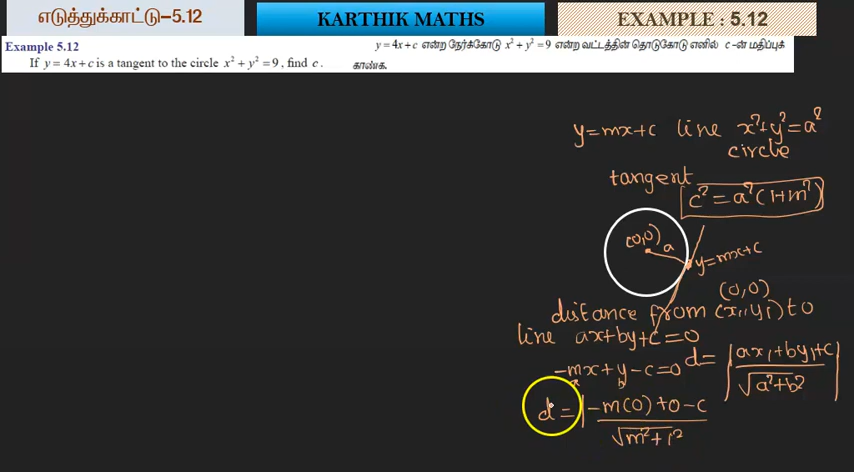 எடுத்துக்காட்டு-5.12
KARTHIK MATHS
EXAMPLE : 5.12
Example 5.12
If y = 4x + c is a tangent to the circle x² + y² = 9, find c.
y = 4x + c என்ற நேர்க்கோடு x² + y² = 9 என்ற வட்டத்தின் தொடுகோடு எனில் c-ன் மதிப்புக்
காண்க.
y=mx+c line x²+y²=a²
circle
tangent
c²=a²(1+m²)
(0,0)
a
y=mx+c
(0,0)
distance from (x₁,y₁) to
line ax+by+c=0
-mx+y-c=0
a b
d=|ax₁+by₁+c/√a²+b²|
d=|-m(0)+0-c
√m²+1²